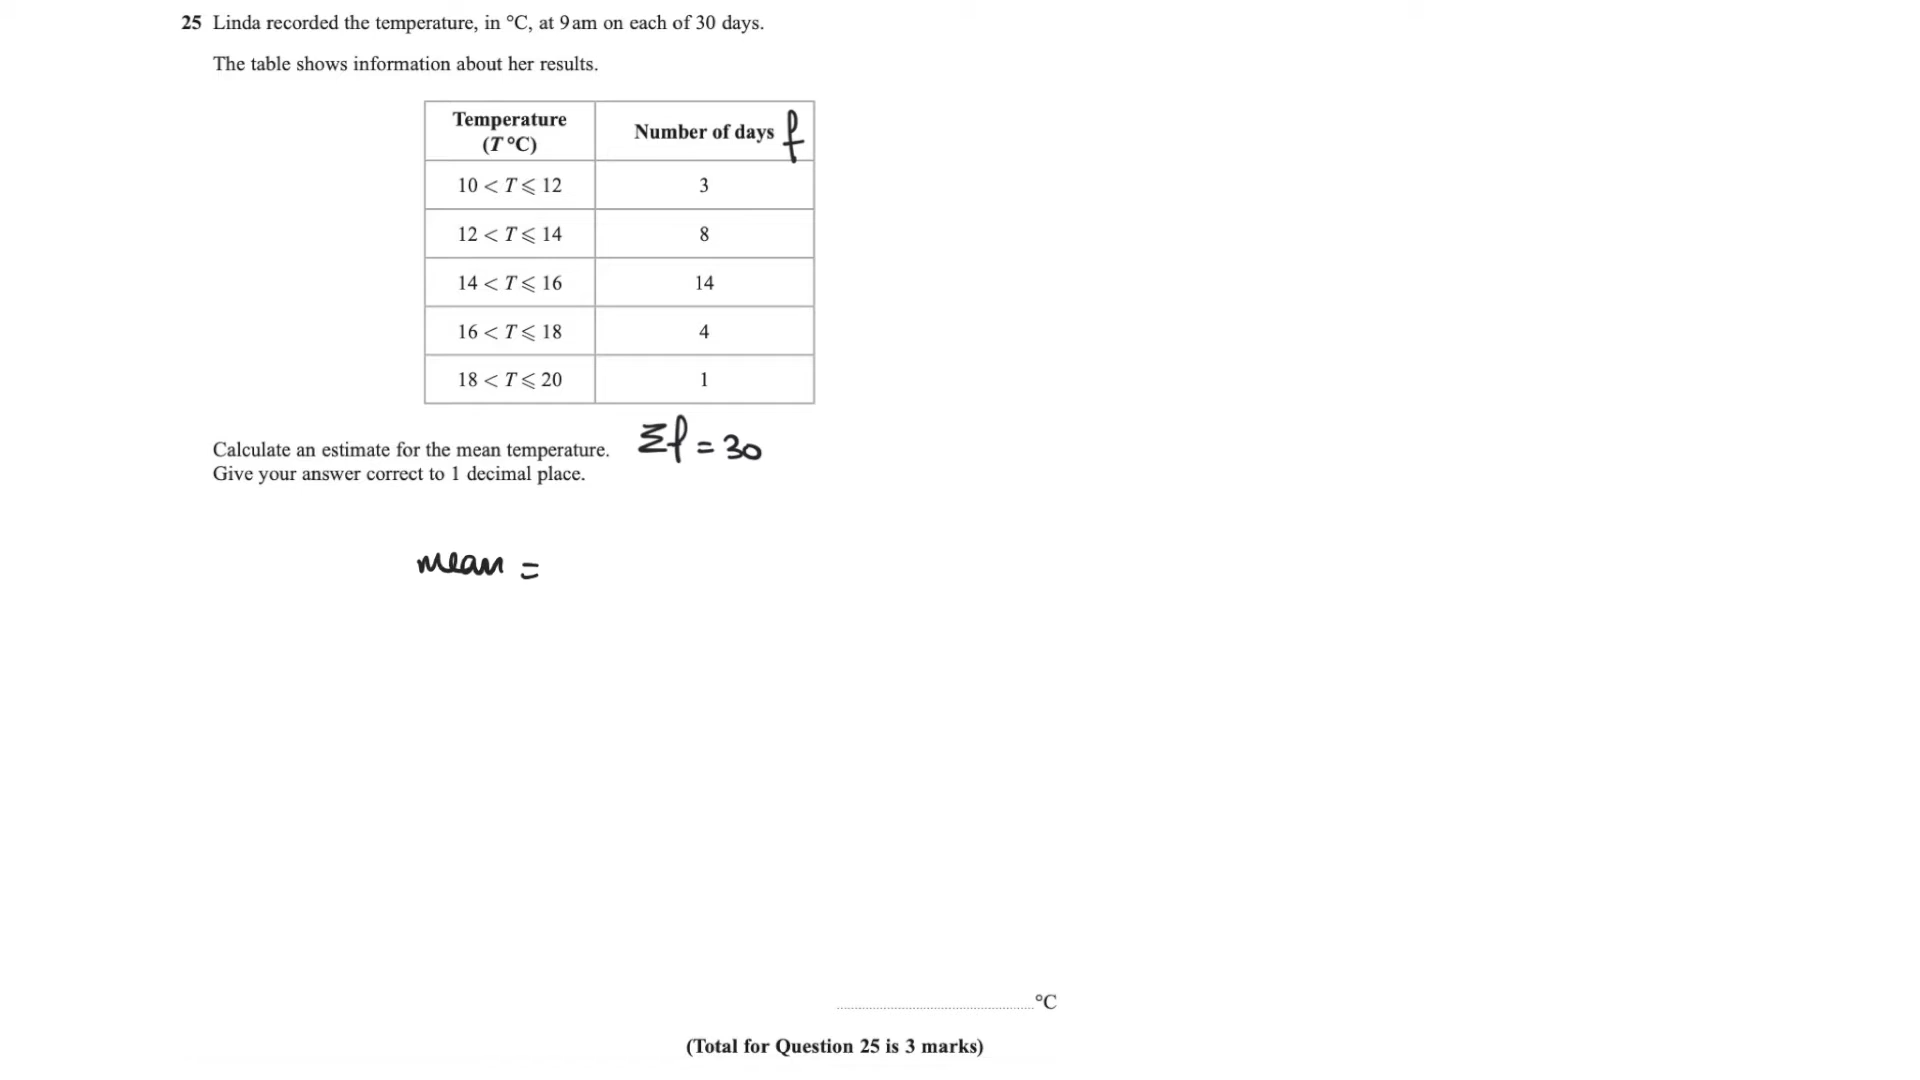 25 Linda recorded the temperature, in °C, at 9 am on each of 30 days.
The table shows information about her results.
Temperature (T °C) Number of days f
10 < T ⩽ 12 3
12 < T ⩽ 14 8
14 < T ⩽ 16 14
16 < T ⩽ 18 4
18 < T ⩽ 20 1
Calculate an estimate for the mean temperature. Σf = 30
Give your answer correct to 1 decimal place.
mean =
°C
(Total for Question 25 is 3 marks)